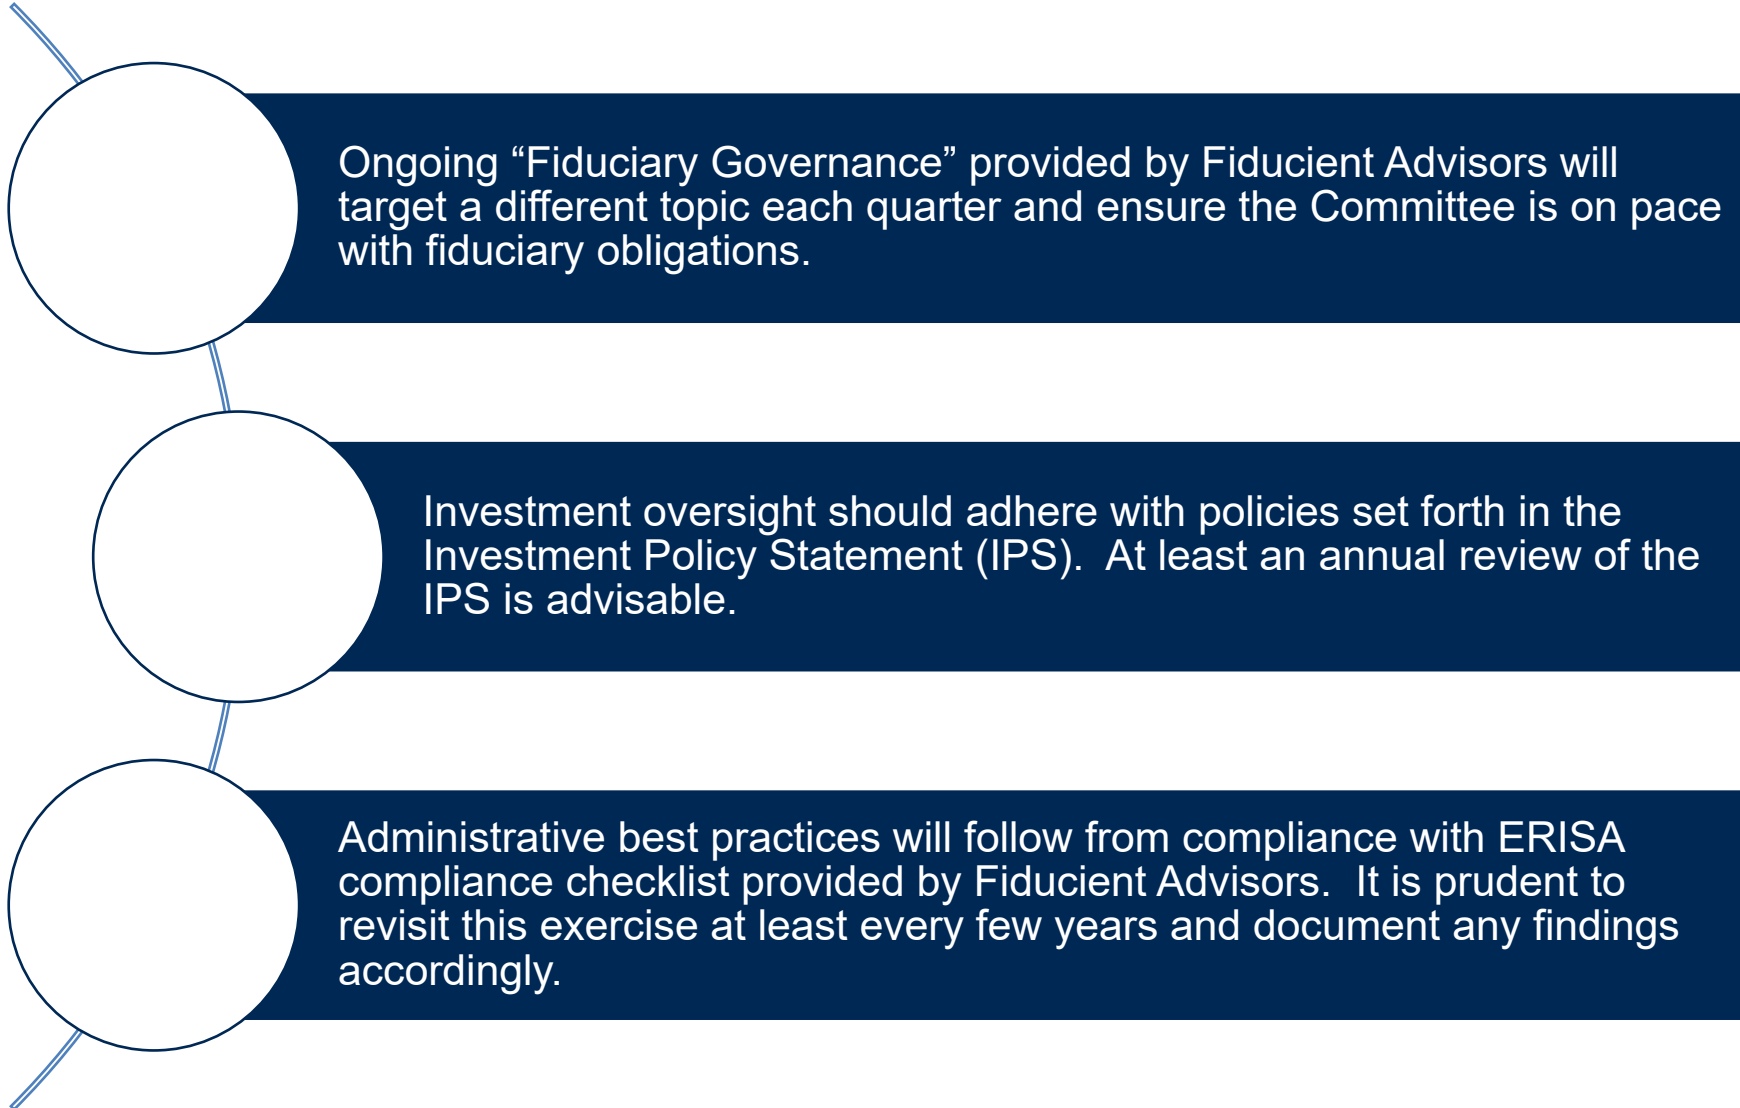 Ongoing “Fiduciary Governance” provided by Fiducient Advisors will
target a different topic each quarter and ensure the Committee is on pace
with fiduciary obligations.
Investment oversight should adhere with policies set forth in the
Investment Policy Statement (IPS).  At least an annual review of the
IPS is advisable.
Administrative best practices will follow from compliance with ERISA
compliance checklist provided by Fiducient Advisors.  It is prudent to
revisit this exercise at least every few years and document any findings
accordingly.